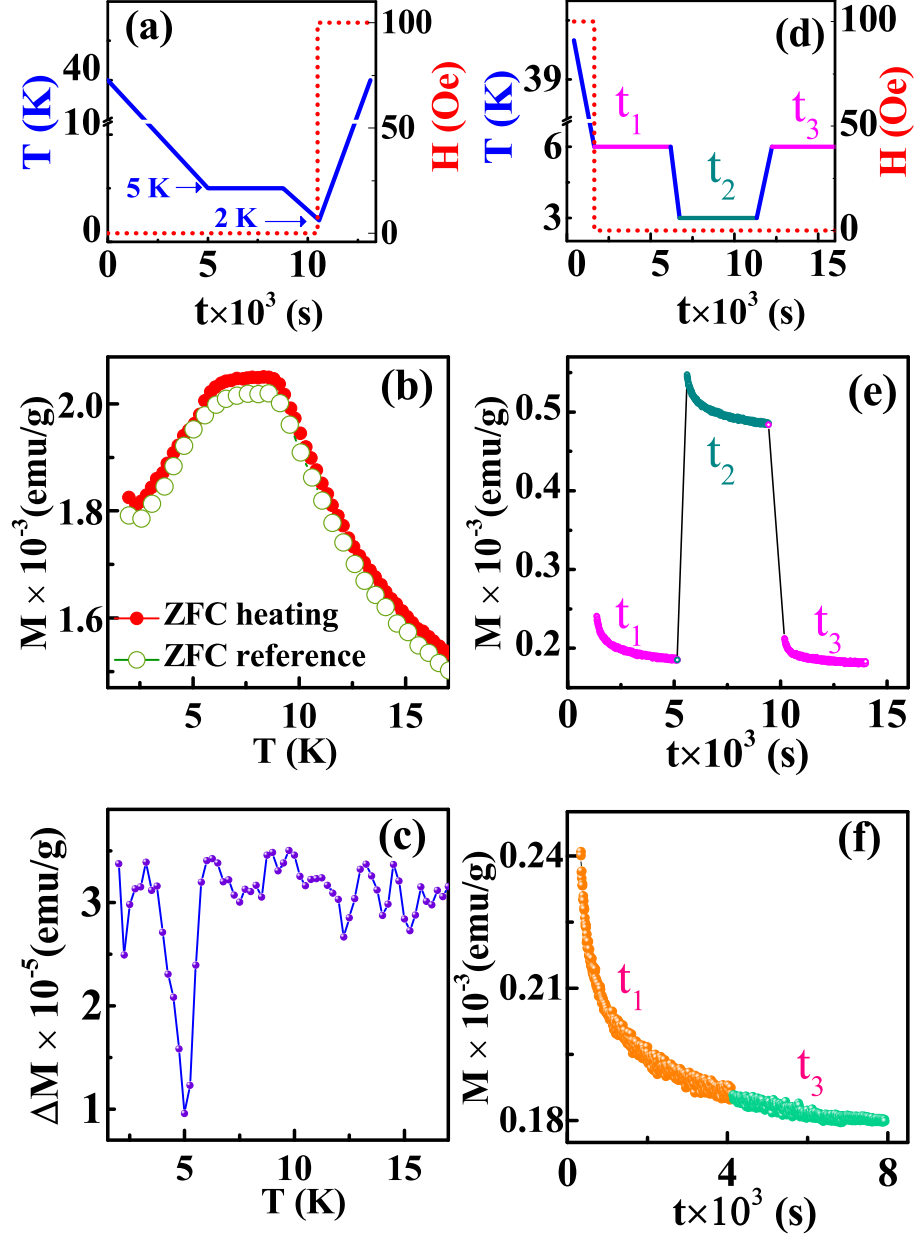 (a)
T (K)
40
10
10
0
5 K
2 K
100
50
0
H (Oe)
0
5
10
t×10³ (s)
(d)
T (K)
39
6
3
t₁
t₂
t₃
100
50
0
H (Oe)
0
5
10
15
t×10³ (s)
(b)
M × 10⁻³(emu/g)
2.0
1.8
1.6
ZFC heating
ZFC reference
5
10
15
T (K)
(e)
M × 10⁻³(emu/g)
0.5
0.4
0.3
0.2
t₁
t₂
t₃
0
5
10
15
t×10³ (s)
(c)
ΔM × 10⁻⁵(emu/g)
3
2
1
5
10
15
T (K)
(f)
M × 10⁻³(emu/g)
0.24
0.21
0.18
t₁
t₃
0
4
8
t×10³ (s)